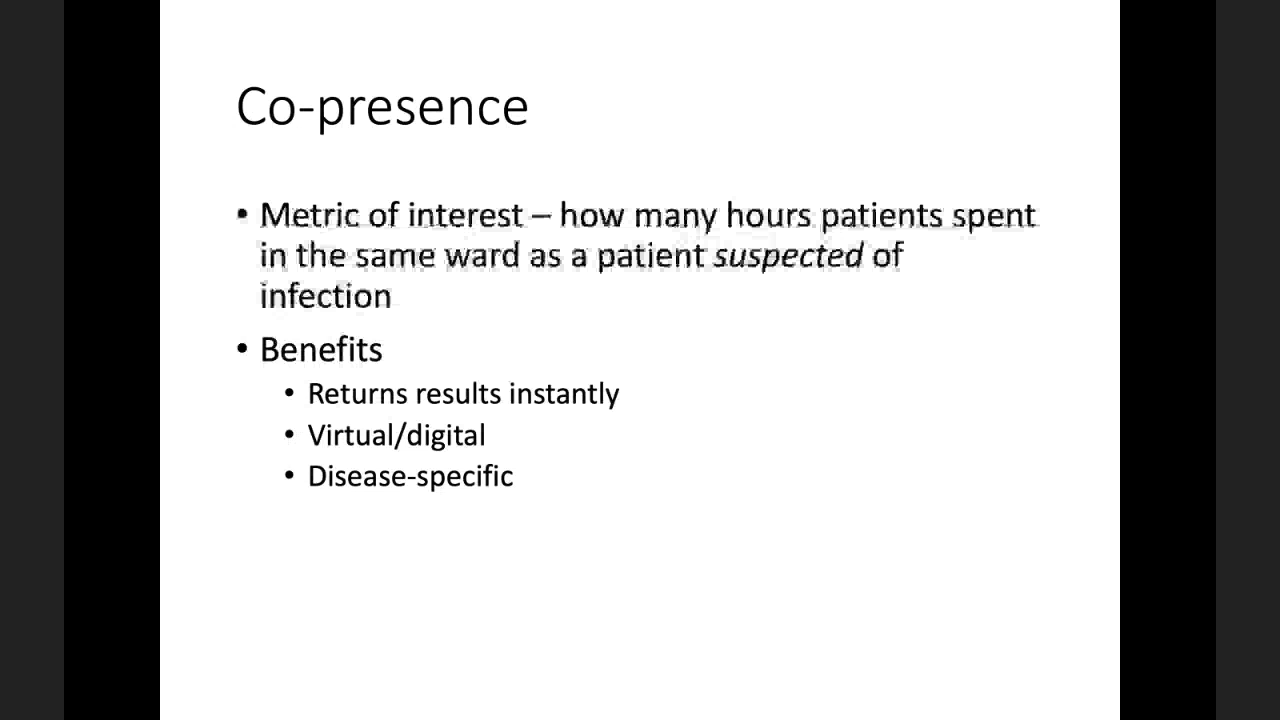 Co-presence
• Metric of interest – how many hours patients spent
in the same ward as a patient suspected of
infection
• Benefits
• Returns results instantly
• Virtual/digital
• Disease-specific